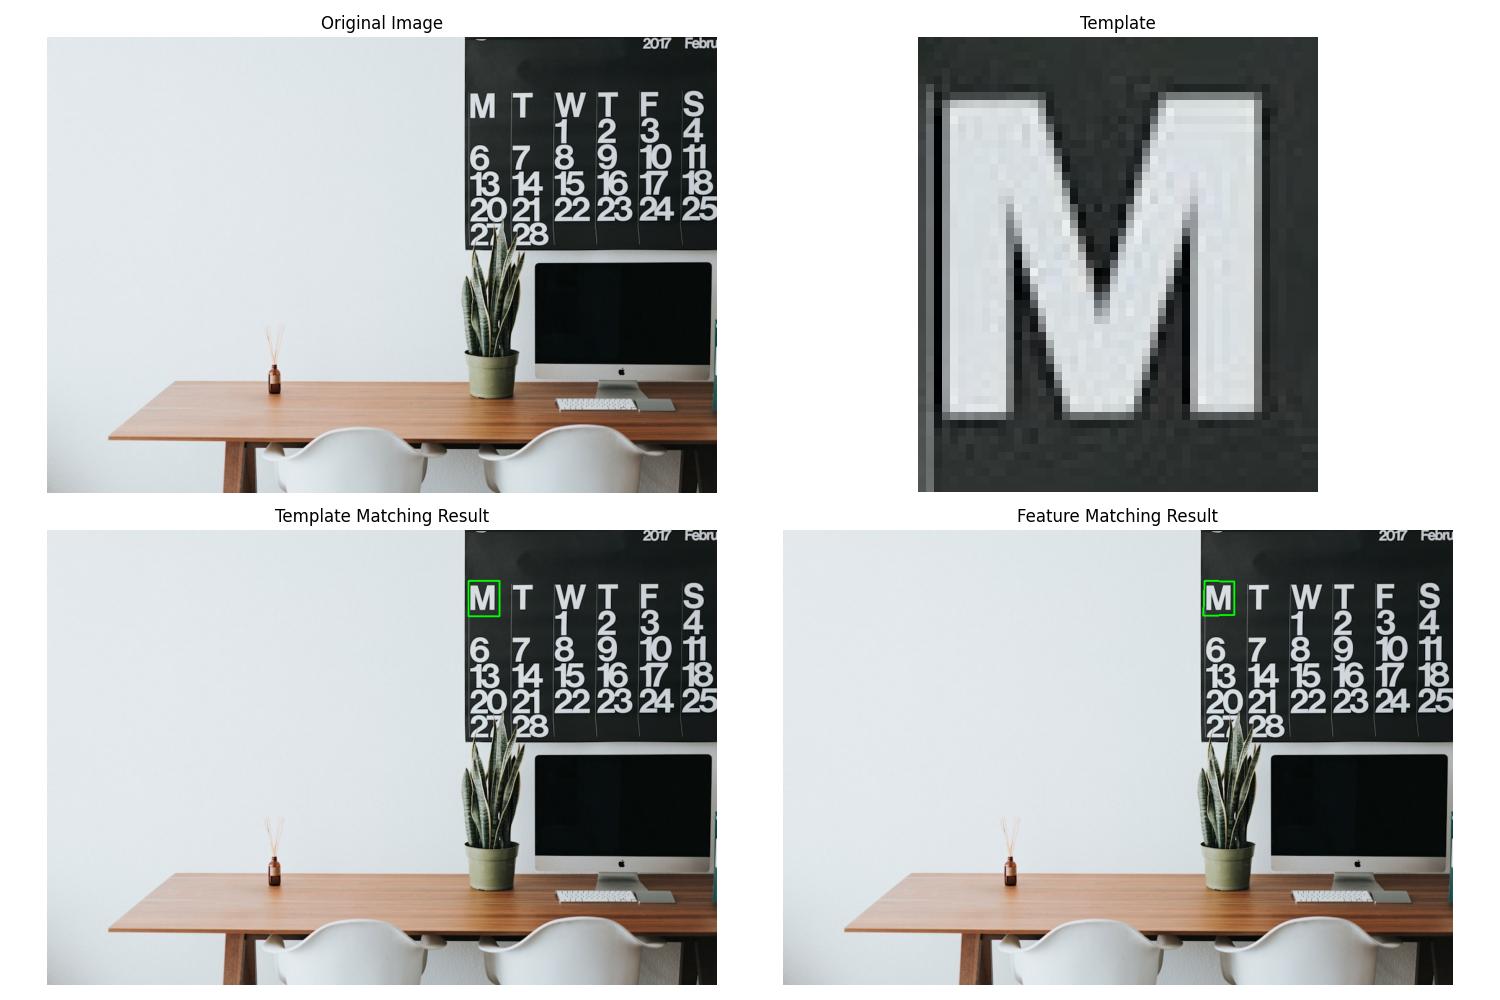 Original Image
2017 Febru
M T W T F S
1 2 3 4
6 7 8 9 10 11
13 14 15 16 17 18
20 21 22 23 24 25
27 28
Template
M
Template Matching Result
2017 Febru
M T W T F S
1 2 3 4
6 7 8 9 10 11
13 14 15 16 17 18
20 21 22 23 24 25
27 28
Feature Matching Result
2017 Febru
M T W T F S
1 2 3 4
6 7 8 9 10 11
13 14 15 16 17 18
20 21 22 23 24 25
27 28